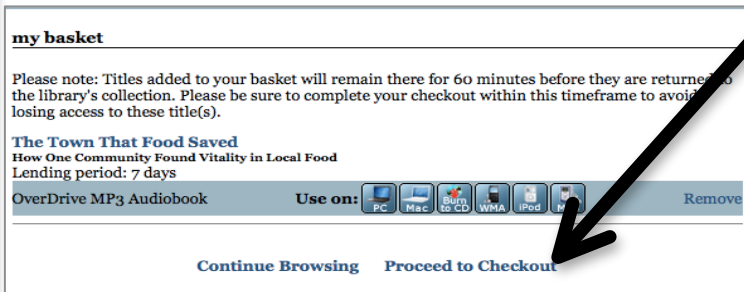 my basket
Please note: Titles added to your basket will remain there for 60 minutes before they are returned
the library's collection. Please be sure to complete your checkout within this timeframe to avoid
losing access to these title(s).
The Town That Food Saved
How One Community Found Vitality in Local Food
Lending period: 7 days
OverDrive MP3 Audiobook Use on: PC Mac Burn to CD WMA iPod Remove
Continue Browsing Proceed to Checkout